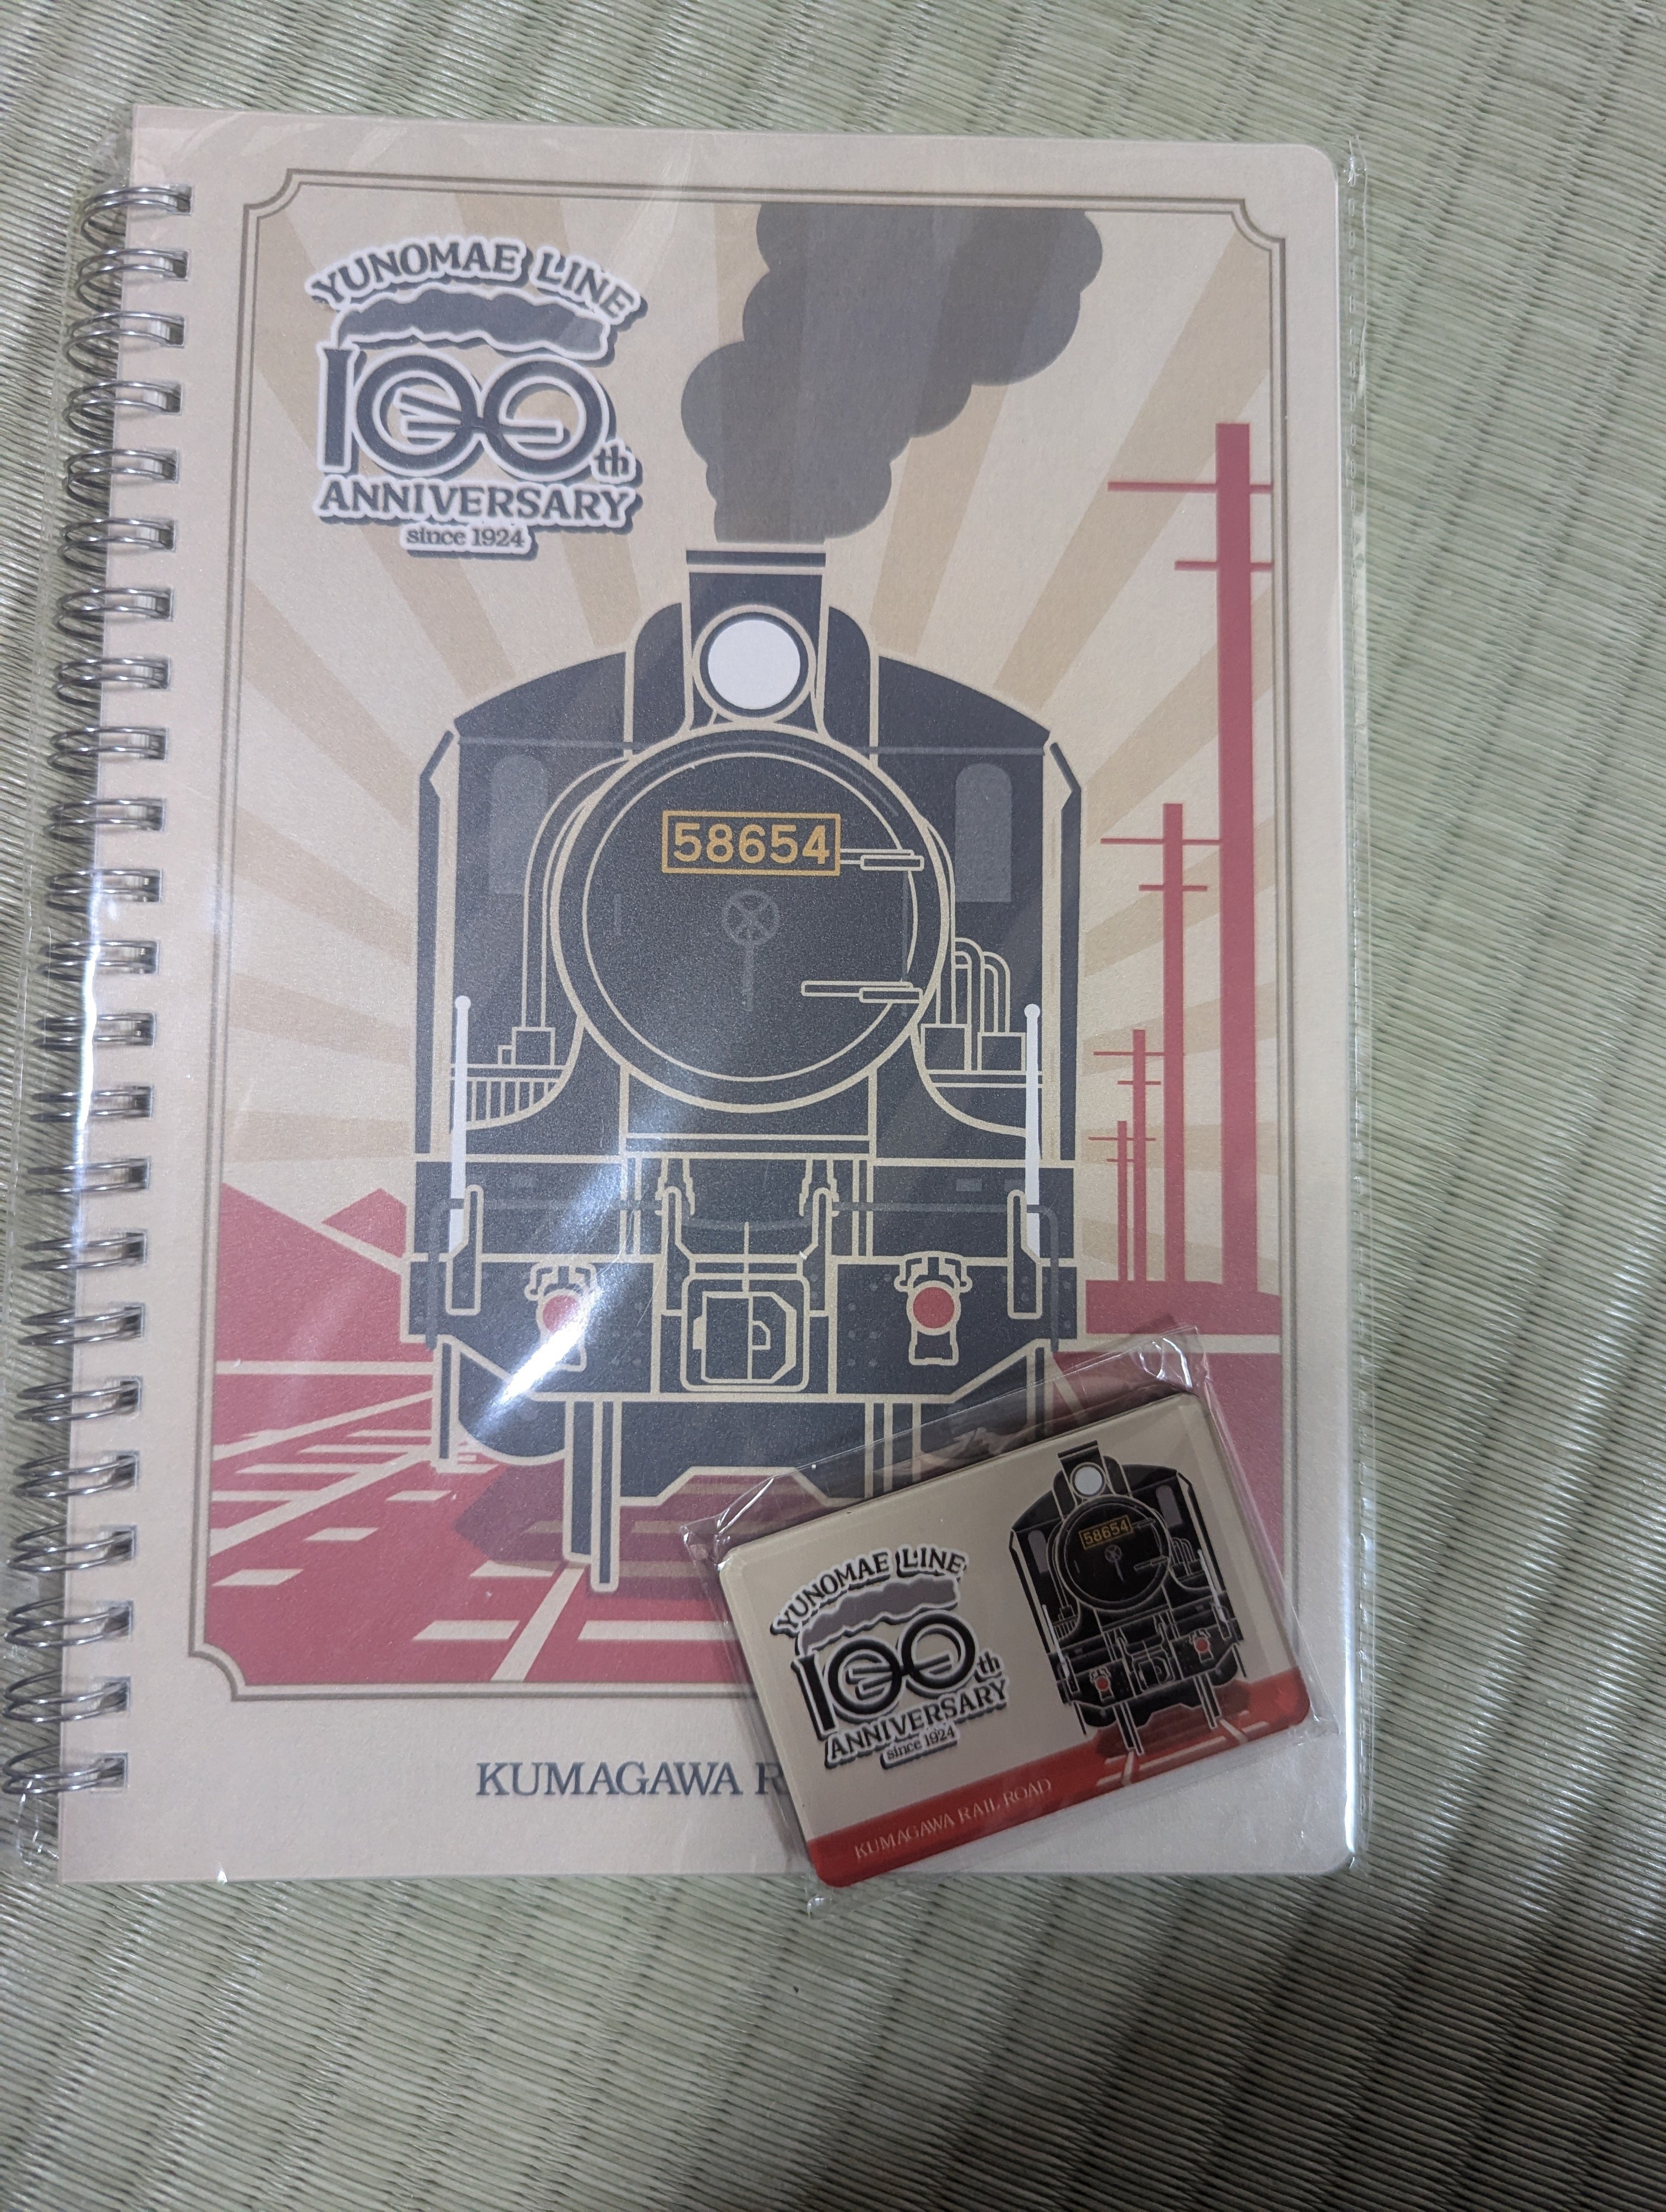 YUNOMAE LINE
100th
ANNIVERSARY
since 1924
58654
KUMAGAWA R
58654
YUNOMAE LINE
100th
ANNIVERSARY
since 1924
KUMAGAWA RAIL ROAD